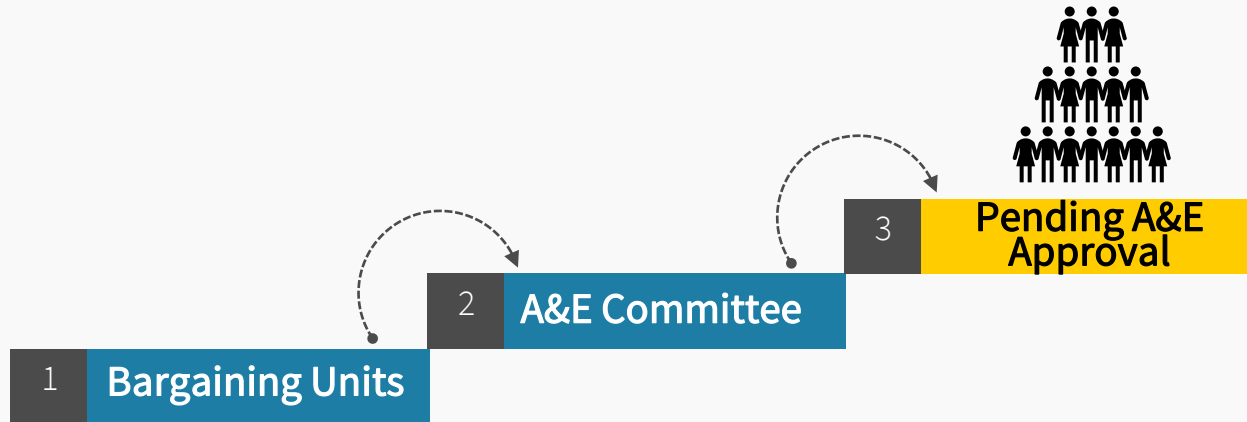 1
Bargaining Units
2
A&E Committee
3
Pending A&E
Approval